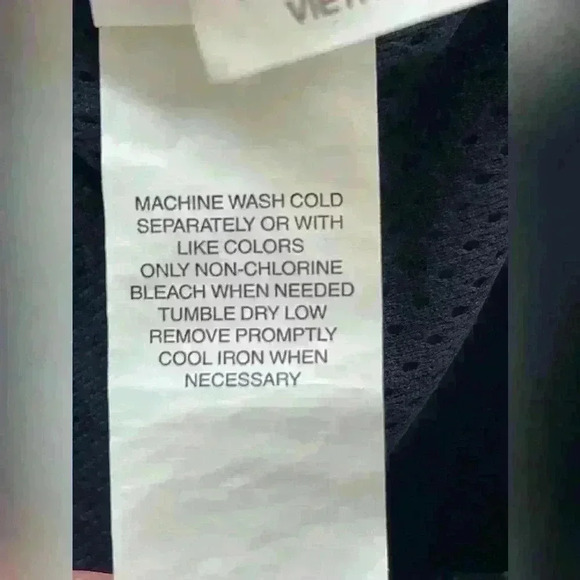 MACHINE WASH COLD
SEPARATELY OR WITH
LIKE COLORS
ONLY NON-CHLORINE
BLEACH WHEN NEEDED
TUMBLE DRY LOW
REMOVE PROMPTLY
COOL IRON WHEN
NECESSARY